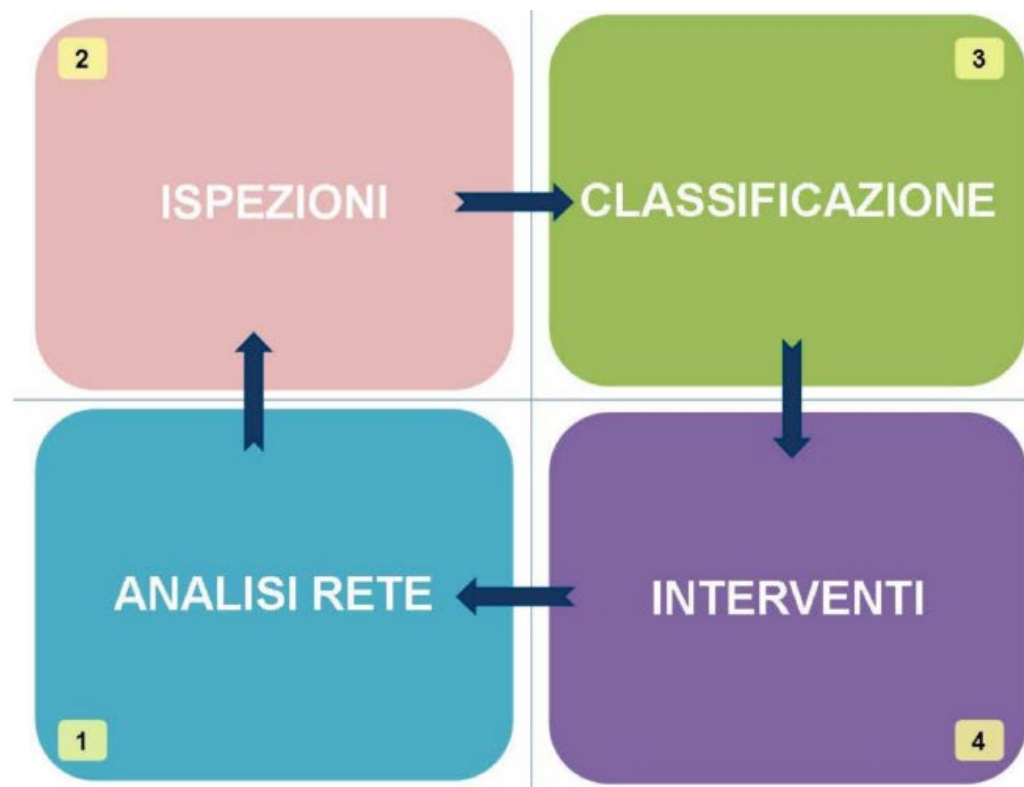 2
ISPEZIONI
3
CLASSIFICAZIONE
ANALISI RETE
1
INTERVENTI
4